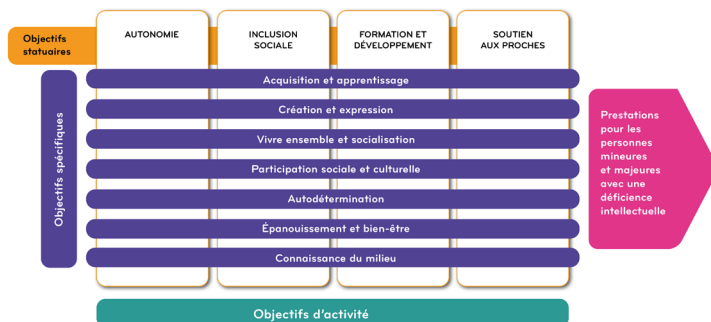 Objectifs
statuaires
AUTONOMIE
INCLUSION
SOCIALE
FORMATION ET
DÉVELOPPEMENT
SOUTIEN
AUX PROCHES
Objectifs spécifiques
Acquisition et apprentissage
Création et expression
Vivre ensemble et socialisation
Participation sociale et culturelle
Autodétermination
Épanouissement et bien-être
Connaissance du milieu
Prestations
pour les
personnes
mineures
et majeures
avec une
déficience
intellectuelle
Objectifs d'activité